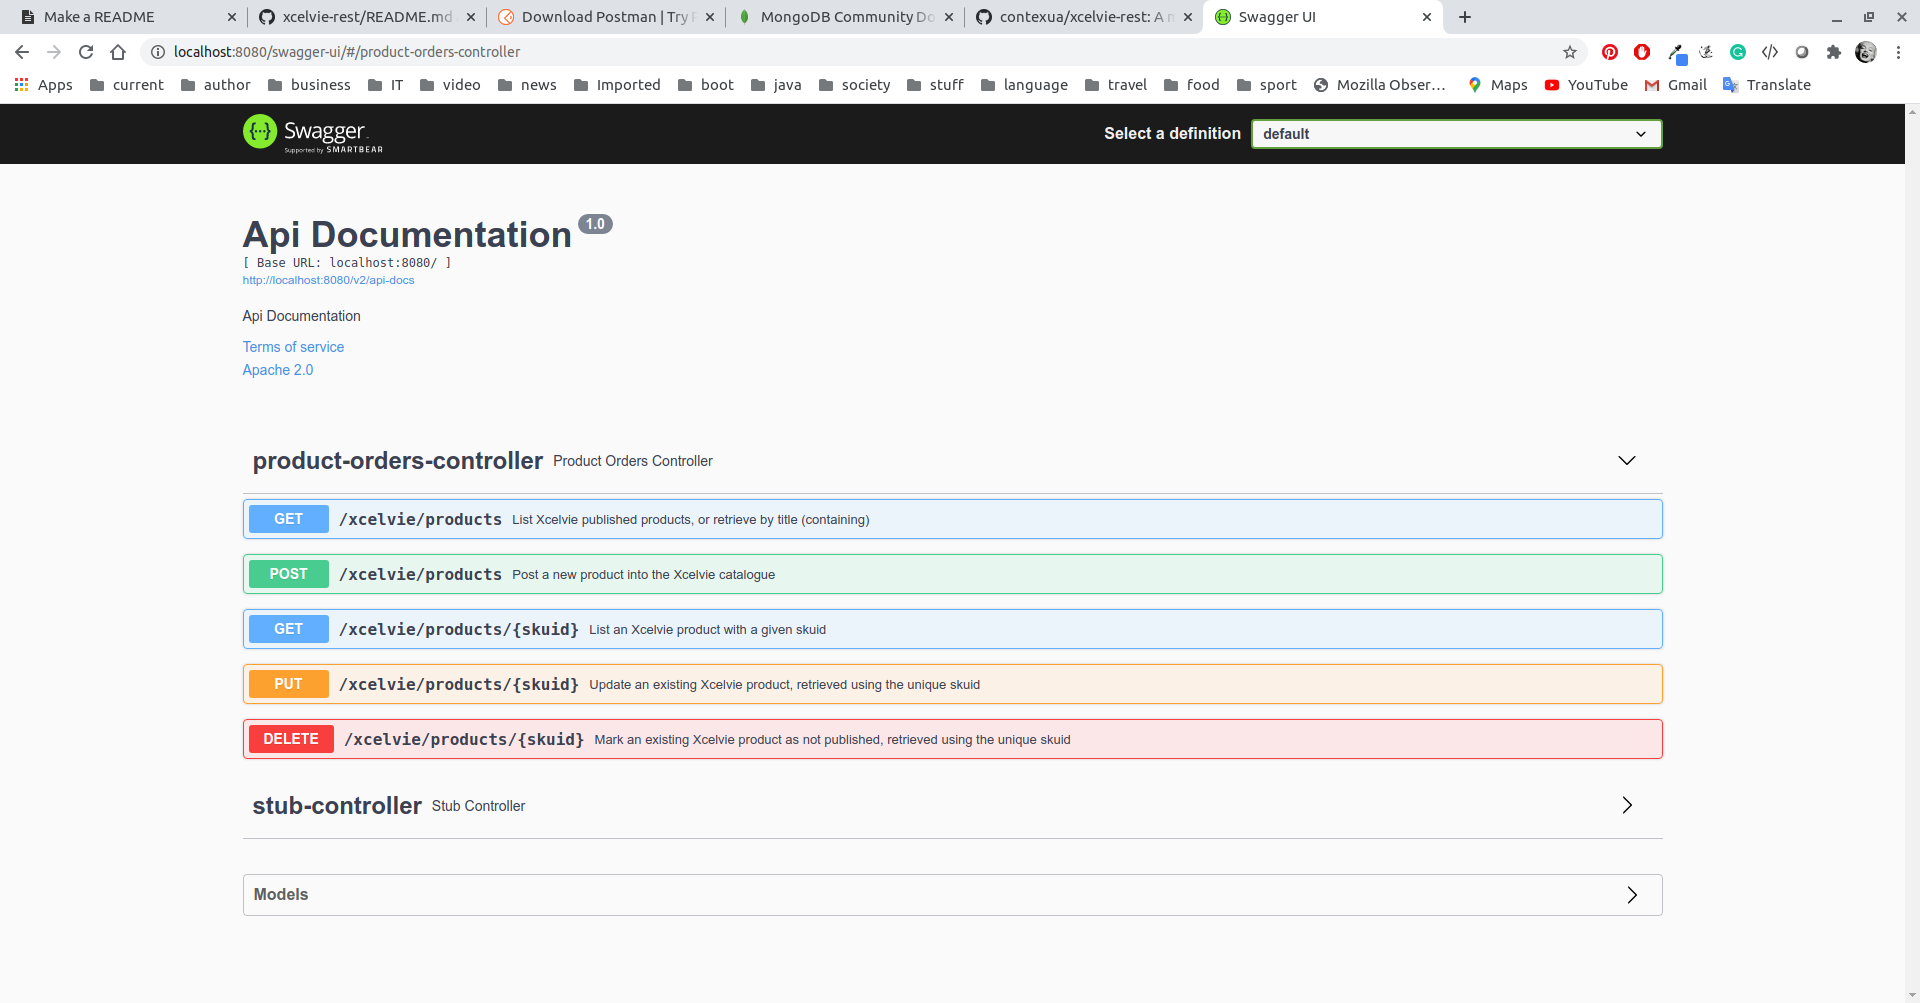 Make a README
xcelvie-rest/README.md
Download Postman | Try
MongoDB Community Do
contexua/xcelvie-rest: A
Swagger UI
localhost:8080/swagger-ui/#/product-orders-controller
Apps current author business IT video news Imported boot java society stuff language travel food sport Mozilla Obser... Maps YouTube Gmail Translate
Swagger
Supported by SMARTBEAR
Select a definition default
Api Documentation 1.0
[ Base URL: localhost:8080/ ]
http://localhost:8080/v2/api-docs
Api Documentation
Terms of service
Apache 2.0
product-orders-controller Product Orders Controller
GET /xcelvie/products List Xcelvie published products, or retrieve by title (containing)
POST /xcelvie/products Post a new product into the Xcelvie catalogue
GET /xcelvie/products/{skuid} List an Xcelvie product with a given skuid
PUT /xcelvie/products/{skuid} Update an existing Xcelvie product, retrieved using the unique skuid
DELETE /xcelvie/products/{skuid} Mark an existing Xcelvie product as not published, retrieved using the unique skuid
stub-controller Stub Controller
Models